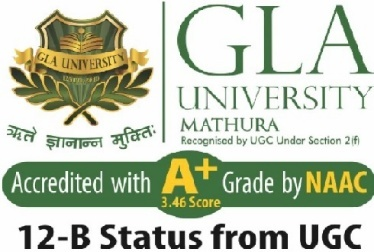 GLA UNIVERSITY
ऋते ज्ञानान्न मुक्तिः
GLA
UNIVERSITY
MATHURA
Recognised by UGC Under Section 2(f)
Accredited with A+ Grade by NAAC
3.46 Score
12-B Status from UGC